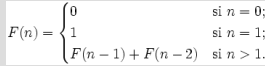 0 si n = 0;
F(n) = { 1 si n = 1;
F(n − 1) + F(n − 2) si n > 1.